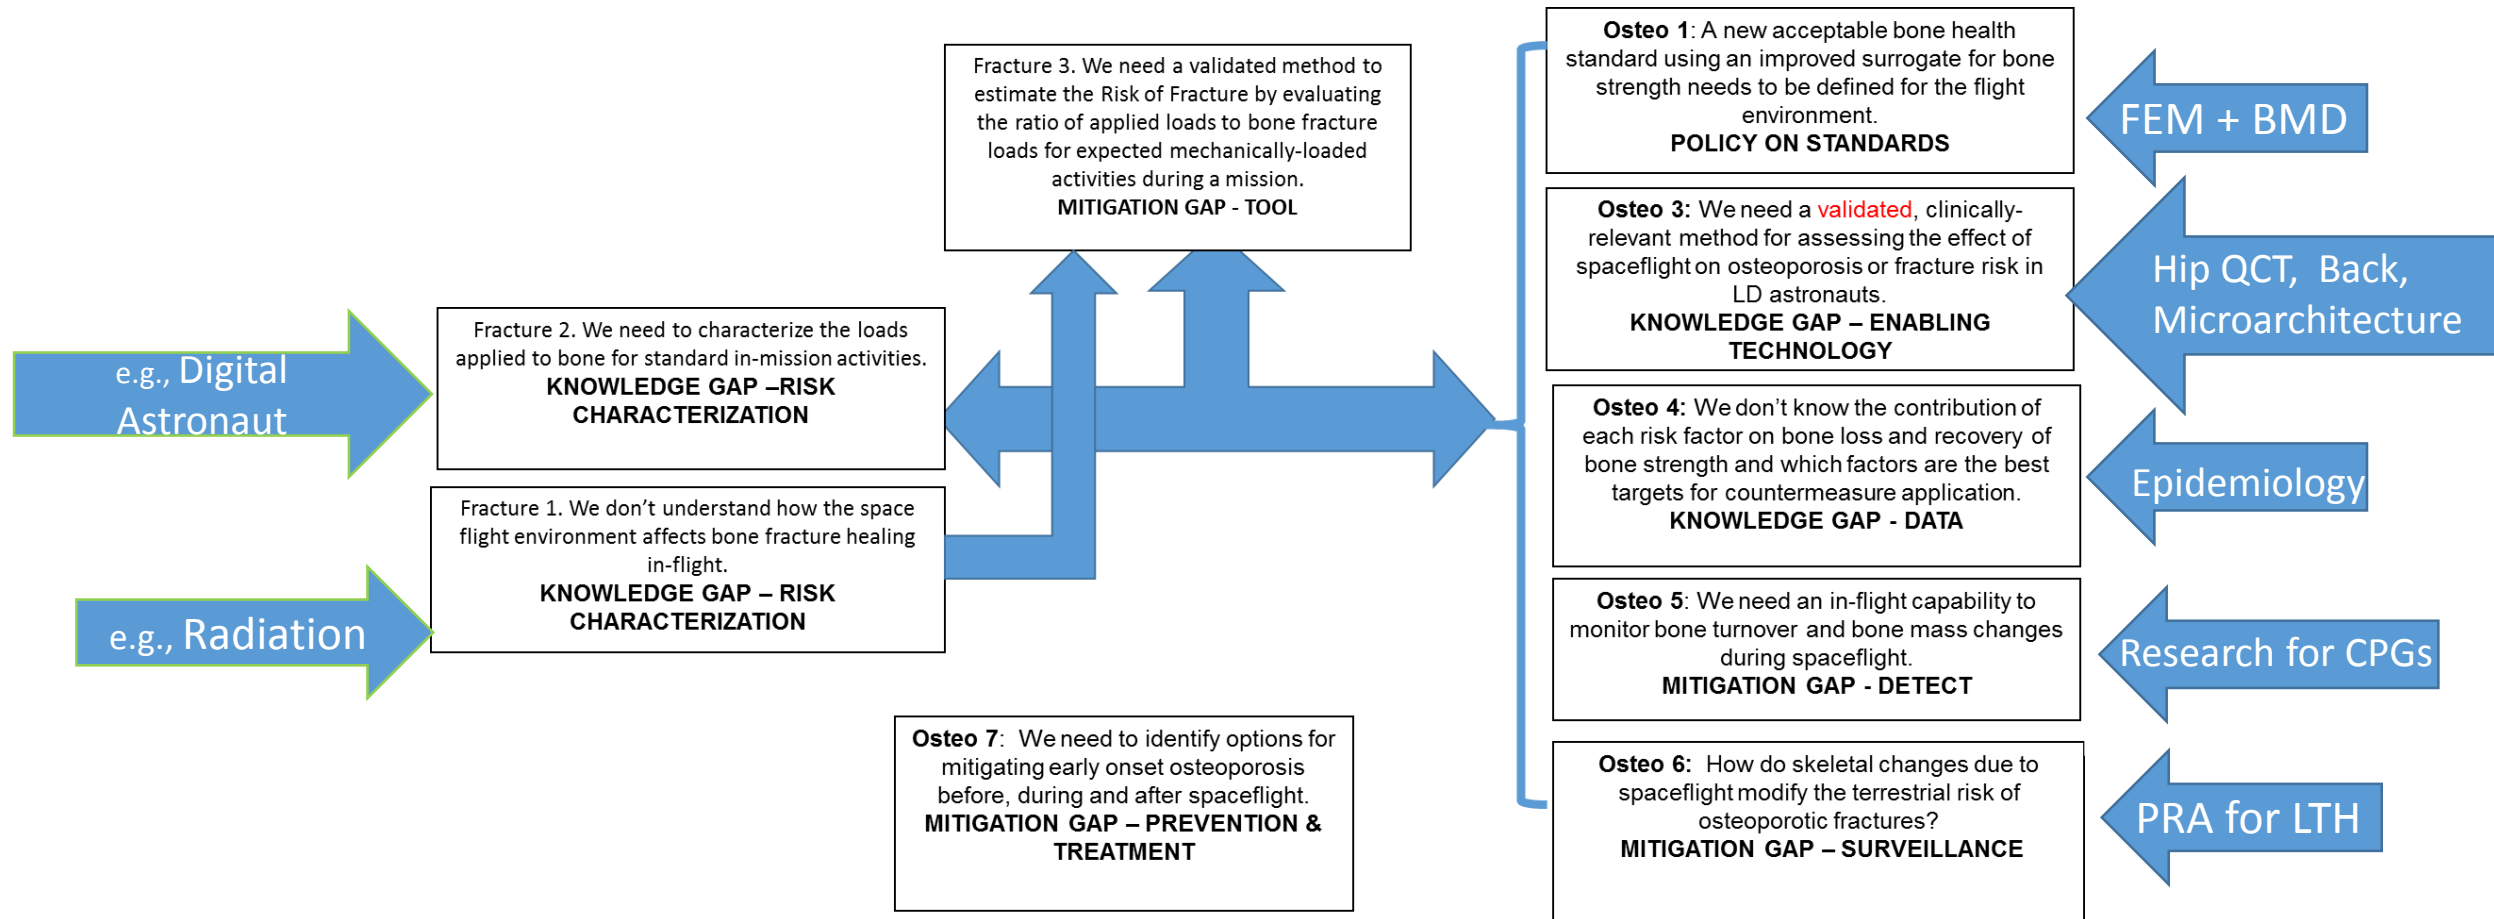 Fracture 3. We need a validated method to
estimate the Risk of Fracture by evaluating
the ratio of applied loads to bone fracture
loads for expected mechanically-loaded
activities during a mission.
MITIGATION GAP - TOOL
e.g., Digital
Astronaut
Fracture 2. We need to characterize the loads
applied to bone for standard in-mission activities.
KNOWLEDGE GAP –RISK
CHARACTERIZATION
e.g., Radiation
Fracture 1. We don’t understand how the space
flight environment affects bone fracture healing
in-flight.
KNOWLEDGE GAP – RISK
CHARACTERIZATION
Osteo 7:  We need to identify options for
mitigating early onset osteoporosis
before, during and after spaceflight.
MITIGATION GAP – PREVENTION &
TREATMENT
Osteo 1: A new acceptable bone health
standard using an improved surrogate for bone
strength needs to be defined for the flight
environment.
POLICY ON STANDARDS
FEM + BMD
Osteo 3: We need a validated, clinically-
relevant method for assessing the effect of
spaceflight on osteoporosis or fracture risk in
LD astronauts.
KNOWLEDGE GAP – ENABLING
TECHNOLOGY
Hip QCT,  Back,
Microarchitecture
Osteo 4: We don’t know the contribution of
each risk factor on bone loss and recovery of
bone strength and which factors are the best
targets for countermeasure application.
KNOWLEDGE GAP - DATA
Epidemiology
Osteo 5: We need an in-flight capability to
monitor bone turnover and bone mass changes
during spaceflight.
MITIGATION GAP - DETECT
Research for CPGs
Osteo 6:  How do skeletal changes due to
spaceflight modify the terrestrial risk of
osteoporotic fractures?
MITIGATION GAP – SURVEILLANCE
PRA for LTH